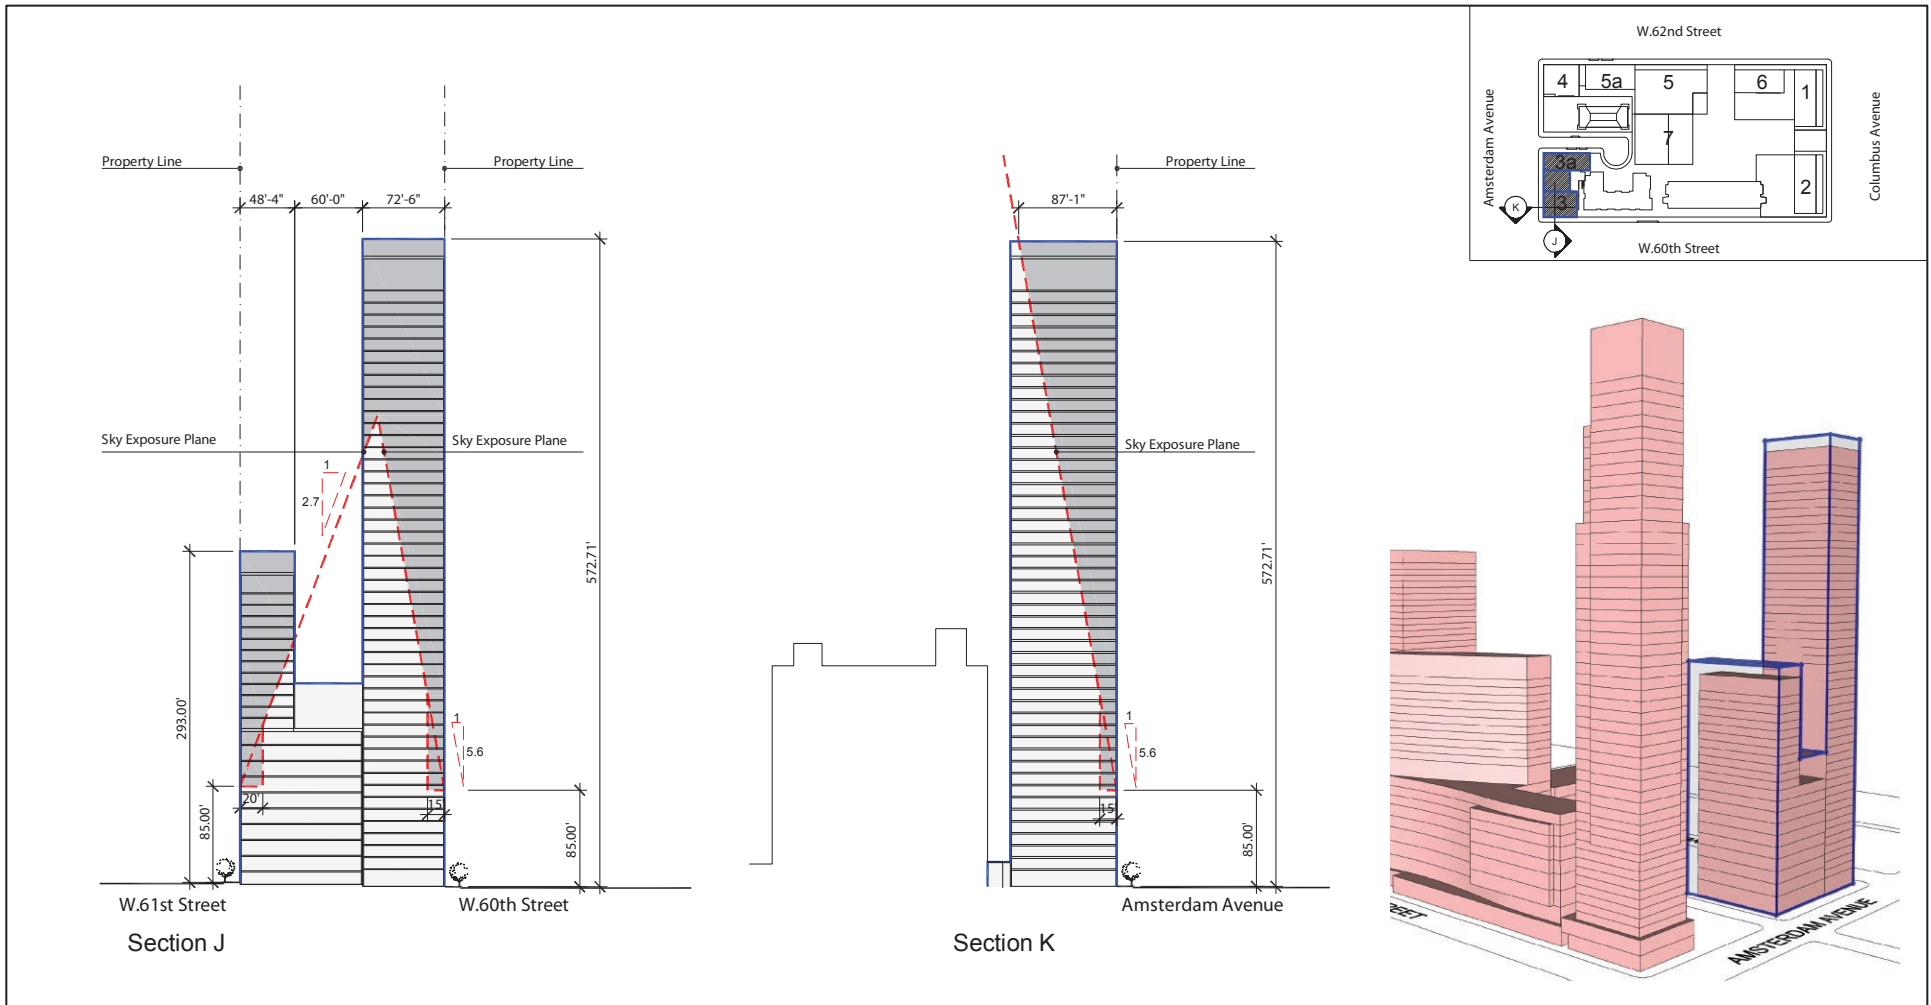 Property Line
Property Line
48'-4"
60'-0"
72'-6"
Sky Exposure Plane
Sky Exposure Plane
1
2.7
572.71'
293.00'
1
5.6
20'
15'
85.00'
85.00'
W.61st Street
W.60th Street
Section J
Property Line
87'-1"
Sky Exposure Plane
572.71'
1
5.6
15'
85.00'
Amsterdam Avenue
Section K
W.62nd Street
Amsterdam Avenue
Columbus Avenue
4
5a
5
6
1
7
3a
2
3
K
J
W.60th Street
REET
AMSTERDAM AVENUE